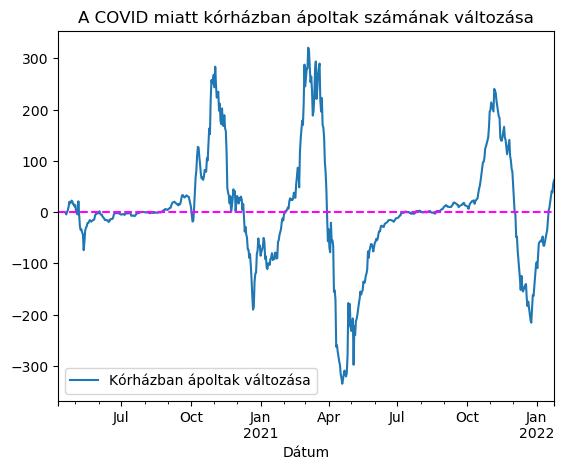 A COVID miatt kórházban ápoltak számának változása
300
200
100
0
−100
−200
−300
Kórházban ápoltak változása
Jul Oct Jan Apr Jul Oct Jan
2021 2022
Dátum